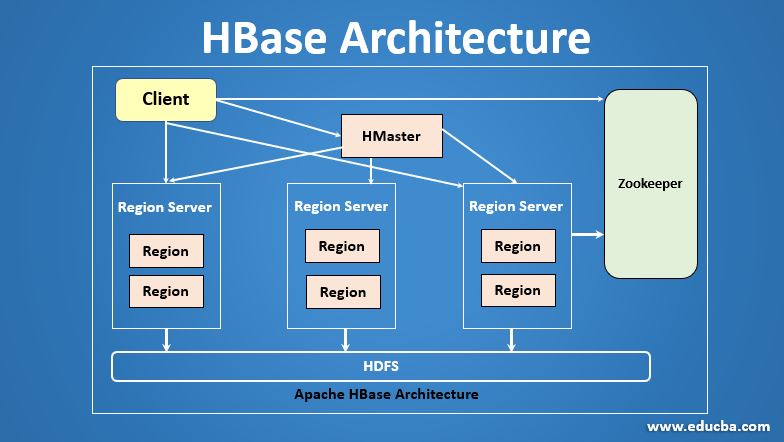 HBase Architecture
Client
HMaster
Zookeeper
Region Server
Region
Region
Region Server
Region
Region
Region Server
Region
Region
HDFS
Apache HBase Architecture
www.educba.com